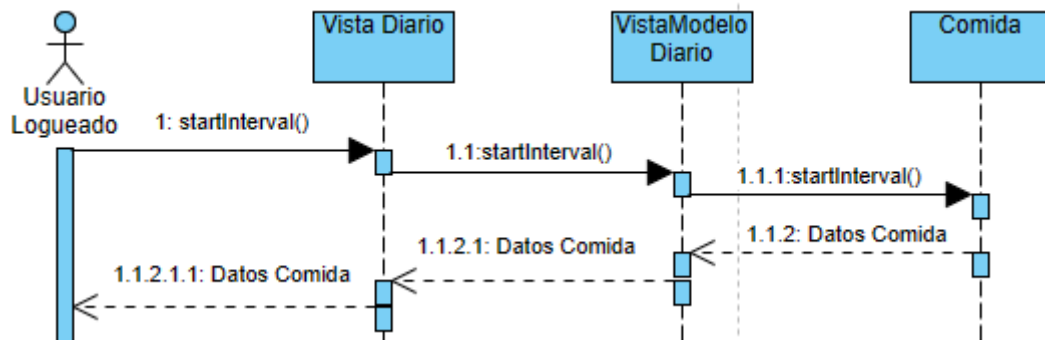 Vista Diario
VistaModelo
Diario
Comida
Usuario
Logueado
1: startInterval()
1.1:startInterval()
1.1.1:startInterval()
1.1.2: Datos Comida
1.1.2.1: Datos Comida
1.1.2.1.1: Datos Comida